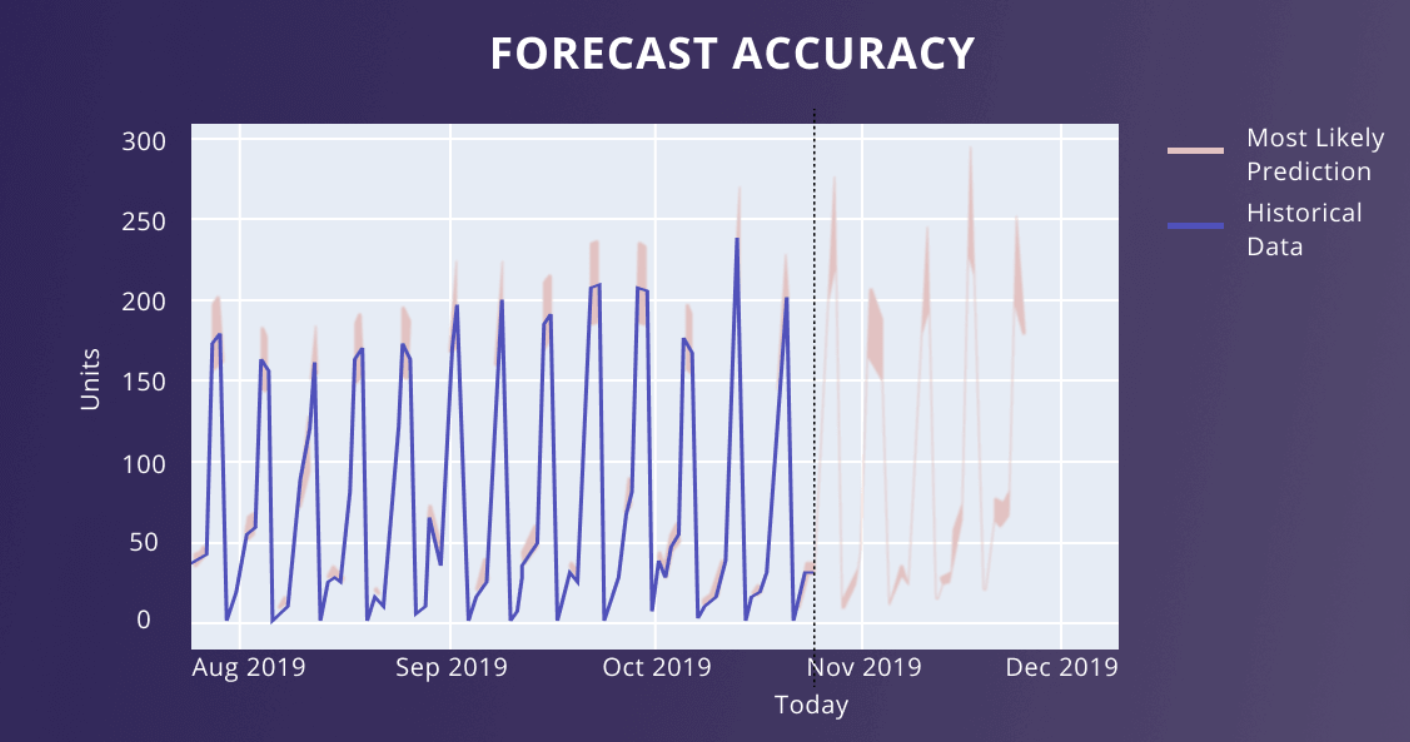 FORECAST ACCURACY
300
250
200
150
100
50
0
Units
Aug 2019
Sep 2019
Oct 2019
Nov 2019
Dec 2019
Today
Most Likely
Prediction
Historical
Data